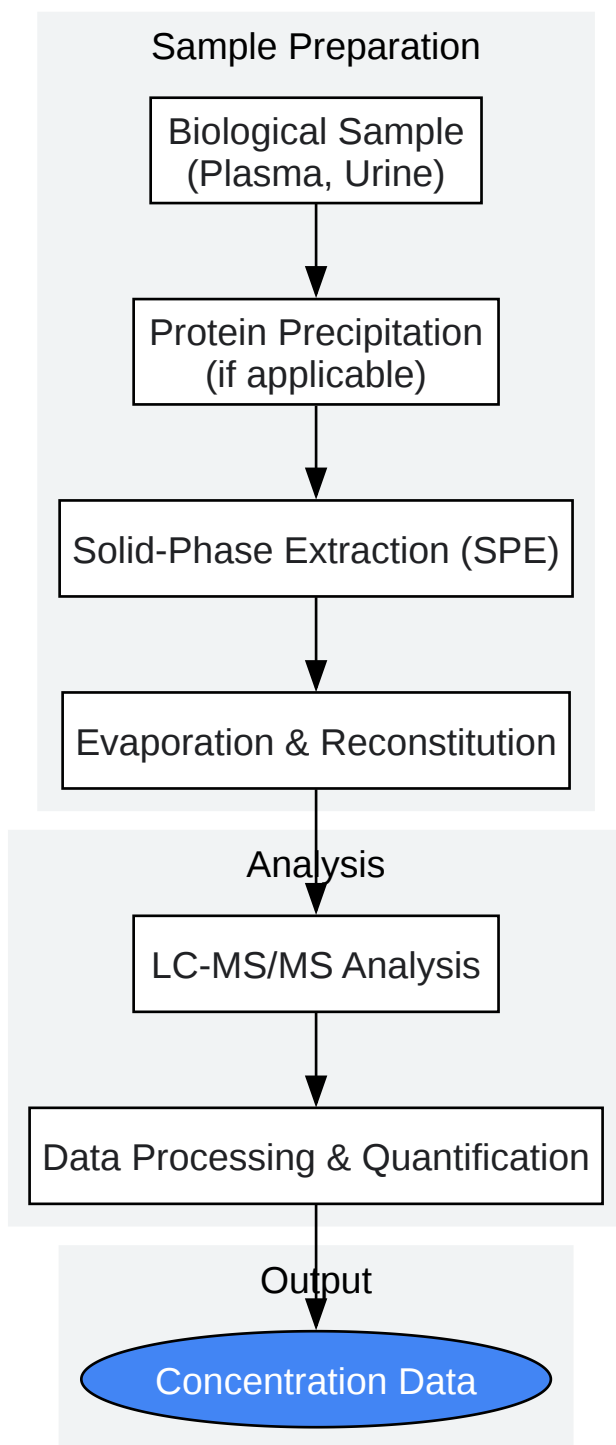 Sample Preparation
Biological Sample
(Plasma, Urine)
Protein Precipitation
(if applicable)
Solid-Phase Extraction (SPE)
Evaporation & Reconstitution
Analysis
LC-MS/MS Analysis
Data Processing & Quantification
Output
Concentration Data